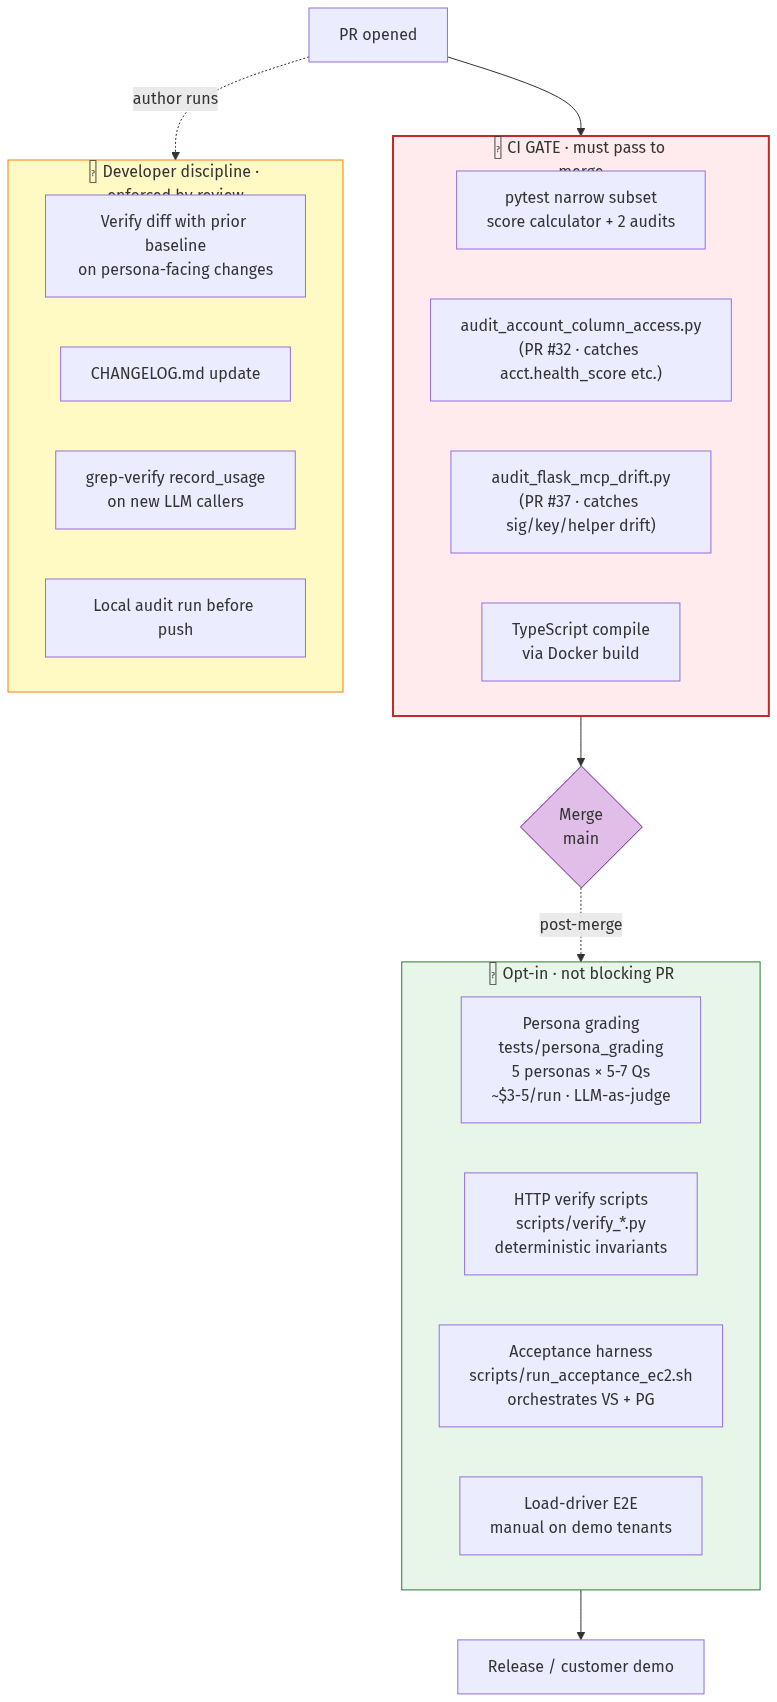 PR opened
author runs
Developer discipline ·
enforced by review
Verify diff with prior
baseline
on persona-facing changes
CHANGELOG.md update
grep-verify record_usage
on new LLM callers
Local audit run before
push
CI GATE · must pass to
merge
pytest narrow subset
score calculator + 2 audits
audit_account_column_access.py
(PR #32 · catches
acct.health_score etc.)
audit_flask_mcp_drift.py
(PR #37 · catches
sig/key/helper drift)
TypeScript compile
via Docker build
Merge
main
post-merge
Opt-in · not blocking PR
Persona grading
tests/persona_grading
5 personas × 5-7 Qs
~$3-5/run · LLM-as-judge
HTTP verify scripts
scripts/verify_*.py
deterministic invariants
Acceptance harness
scripts/run_acceptance_ec2.sh
orchestrates VS + PG
Load-driver E2E
manual on demo tenants
Release / customer demo